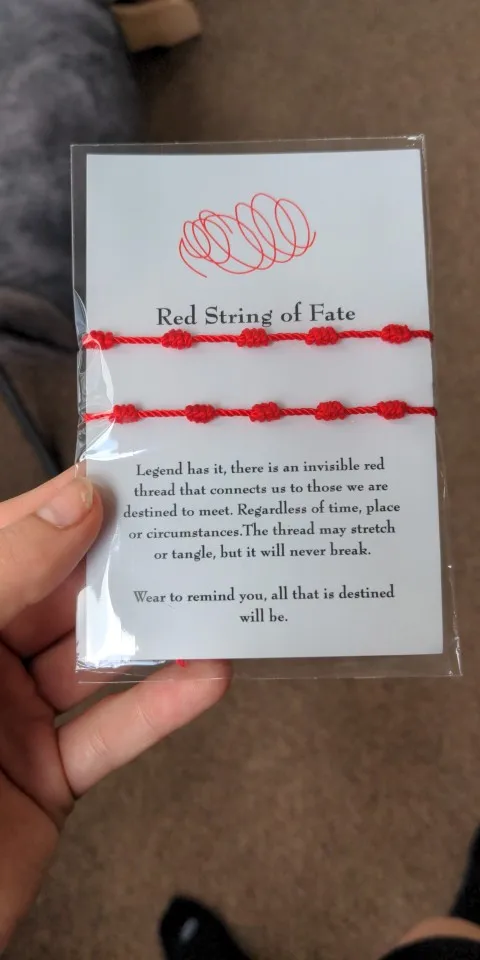 Red String of Fate
Legend has it, there is an invisible red
thread that connects us to those we are
destined to meet. Regardless of time, place
or circumstances.The thread may stretch
or tangle, but it will never break.
Wear to remind you, all that is destined
will be.